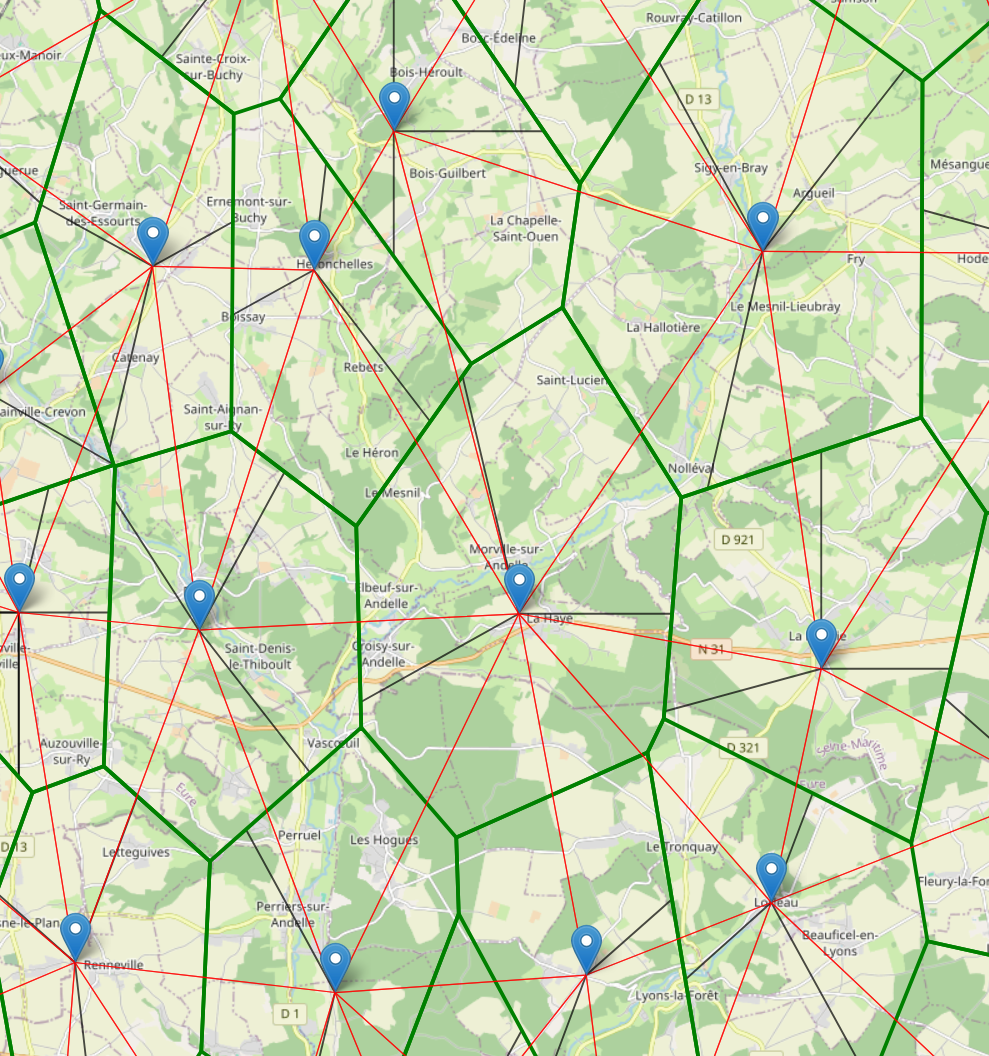 Rouvray-Catillon
Bosc-Édeline
Sainte-Croix-
sur-Buchy
Bois-Héroult
D 13
Sigy-en-Bray
Mésangue
Bois-Guilbert
Argueil
Saint-Germain-
des-Essourts
Ernemont-sur-
Buchy
La Chapelle-
Saint-Ouen
Fry
Hode
Le Mesnil-Lieubray
Boissay
La Hallotière
Catenay
Rebets
Saint-Lucien
ainville-Crevon
Saint-Aignan-
Le Héron
Nolléval
Le Mesnil
D 921
Morville-sur-
Andelle
Elbeuf-sur-
Andelle
La Haye
N 31
Saint-Denis-
le-Thiboult
Croisy-sur-
Andelle
Auzouville-
sur-Ry
Vascœuil
D 321
Seine-Maritime
Eure
Eure
D 13
Letteguives
Perruel
Les Hogues
Le Tronquay
Fleury-la-For
Perriers-sur-
Andelle
Beauficel-en-
Lyons
Renneville
Lyons-la-Forêt
D 1